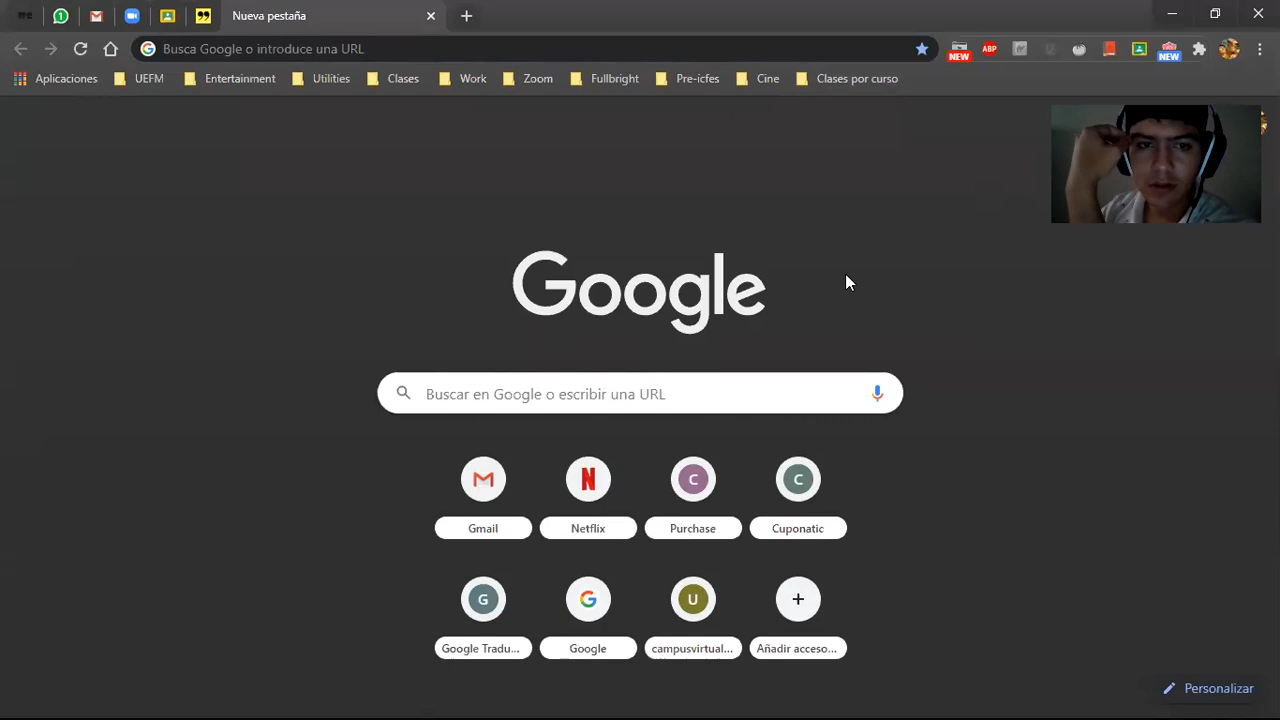 Nueva pestaña
Busca Google o introduce una URL
ABP
NEW
NEW
Aplicaciones UEFM Entertainment Utilities Clases Work Zoom Fullbright Pre-icfes Cine Clases por curso
Google
Buscar en Google o escribir una URL
N C C
Gmail Netflix Purchase Cuponatic
G G U +
Google Tradu... Google campusvirtual... Añadir acceso...
Personalizar